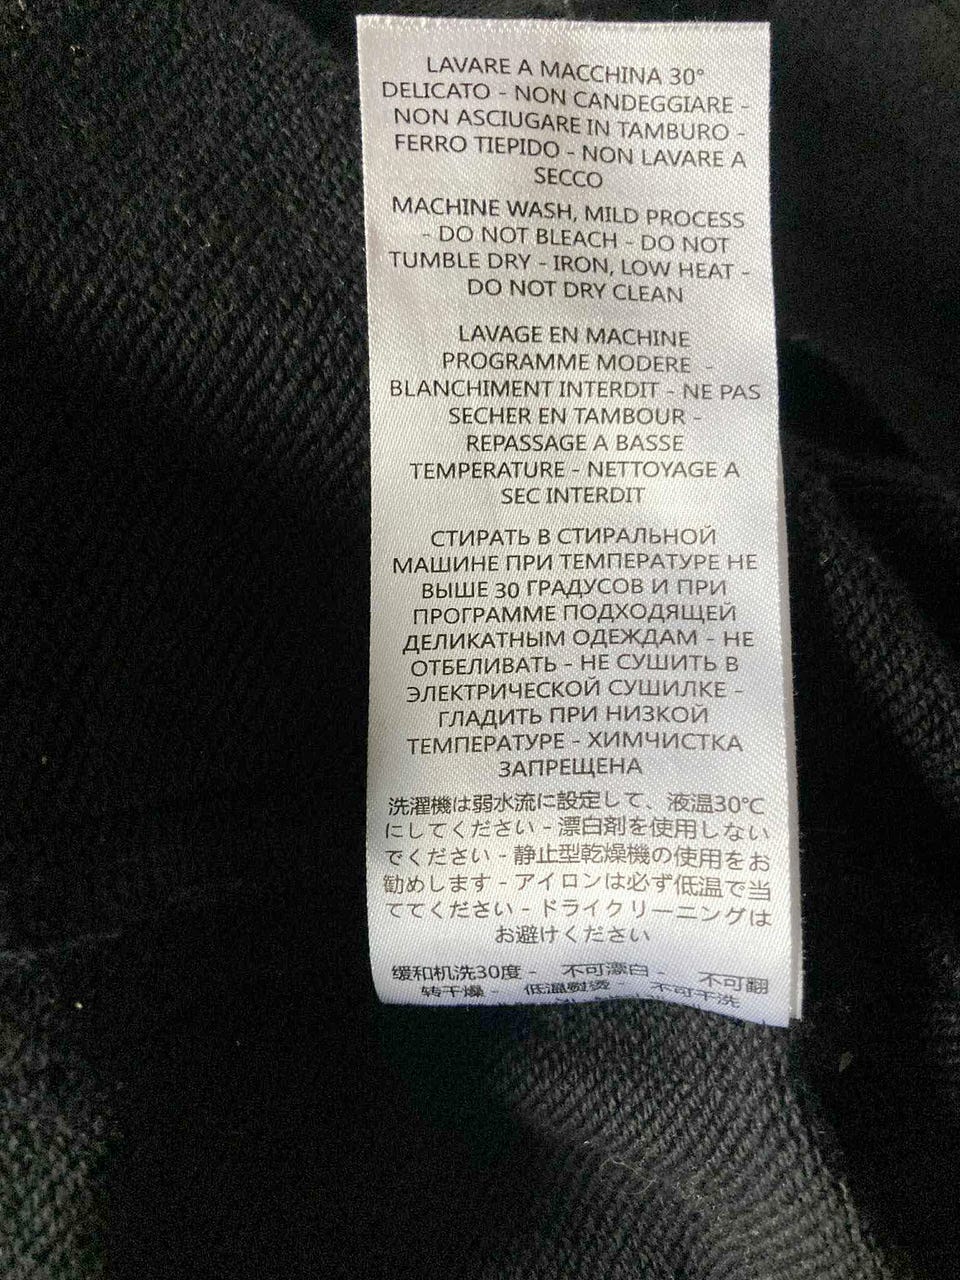 LAVARE A MACCHINA 30°
DELICATO - NON CANDEGGIARE -
NON ASCIUGARE IN TAMBURO -
FERRO TIEPIDO - NON LAVARE A
SECCO
MACHINE WASH, MILD PROCESS
- DO NOT BLEACH - DO NOT
TUMBLE DRY - IRON, LOW HEAT -
DO NOT DRY CLEAN
LAVAGE EN MACHINE
PROGRAMME MODERE -
BLANCHIMENT INTERDIT - NE PAS
SECHER EN TAMBOUR -
REPASSAGE A BASSE
TEMPERATURE - NETTOYAGE A
SEC INTERDIT
СТИРАТЬ В СТИРАЛЬНОЙ
МАШИНЕ ПРИ ТЕМПЕРАТУРЕ НЕ
ВЫШЕ 30 ГРАДУСОВ И ПРИ
ПРОГРАММЕ ПОДХОДЯЩЕЙ
ДЕЛИКАТНЫМ ОДЕЖДАМ - НЕ
ОТБЕЛИВАТЬ - НЕ СУШИТЬ В
ЭЛЕКТРИЧЕСКОЙ СУШИЛКЕ -
ГЛАДИТЬ ПРИ НИЗКОЙ
ТЕМПЕРАТУРЕ - ХИМЧИСТКА
ЗАПРЕЩЕНА
洗濯機は弱水流に設定して、液温30℃
にしてください - 漂白剤を使用しない
でください - 静止型乾燥機の使用をお
勧めします - アイロンは必ず低温で当
ててください - ドライクリーニングは
お避けください
缓和机洗30度 - 不可漂白 - 不可翻
转干燥 - 低温熨烫 - 不可干洗